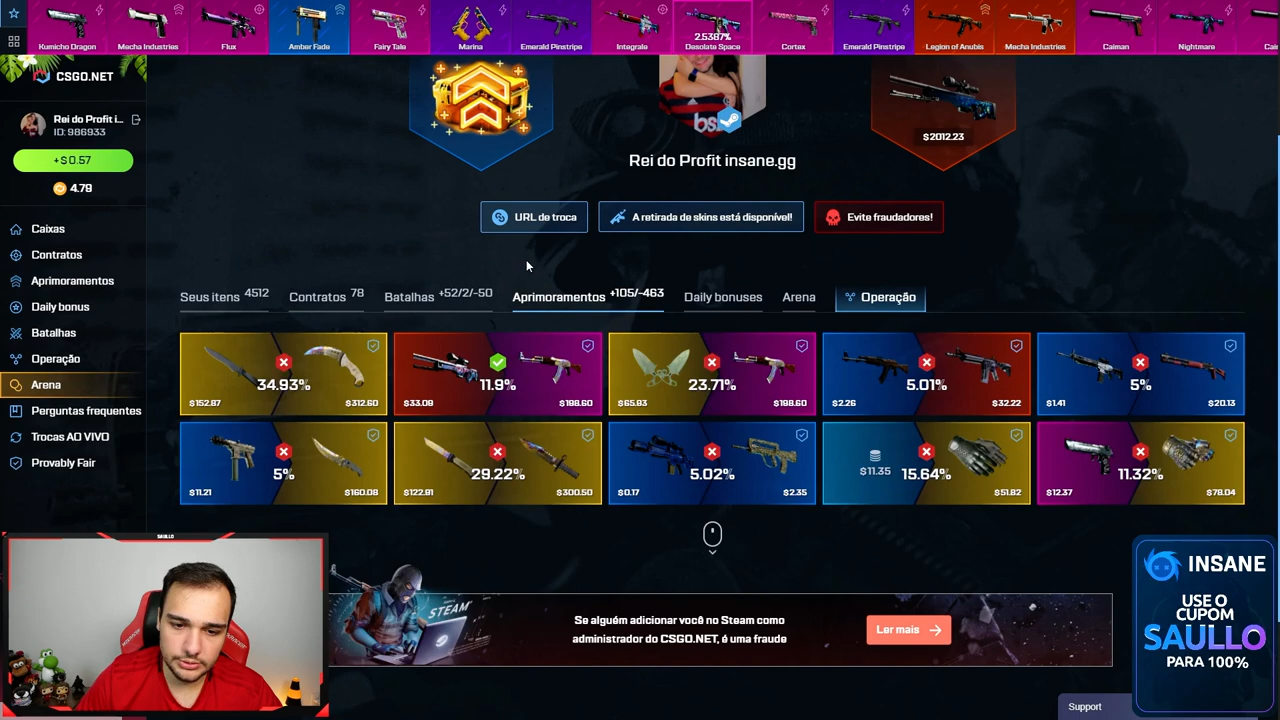 Kumicho Dragon
Mecha Industries
Flux
Amber Fade
Fairy Tale
Marina
Emerald Pinstripe
Integrale
2.5387%
Desolate Space
Cortex
Emerald Pinstripe
Legion of Anubis
Mecha Industries
Caiman
Nightmare
CSGO.NET
Rei do Profit i...
ID: 986933
+$0.57
4.79
Caixas
Contratos
Aprimoramentos
Daily bonus
Batalhas
Operação
Arena
Perguntas frequentes
Trocas AO VIVO
Provably Fair
$2012.23
Rei do Profit insane.gg
URL de troca
A retirada de skins está disponível!
Evite fraudadores!
Seus itens 4512
Contratos 78
Batalhas +52/2/-50
Aprimoramentos +105/-463
Daily bonuses
Arena
Operação
34.93%
$152.87
$312.60
11.9%
$33.09
$198.60
23.71%
$65.93
$198.60
5.01%
$2.26
$32.22
5%
$1.41
$20.13
5%
$11.21
$160.08
29.22%
$122.91
$300.50
5.02%
$0.17
$2.35
$11.35
15.64%
$51.82
11.32%
$12.37
$78.04
SAULLO
STEAM
Se alguém adicionar você no Steam como
administrador do CSGO.NET, é uma fraude
Ler mais
INSANE
USE O
CUPOM
SAULLO
PARA 100%
Support